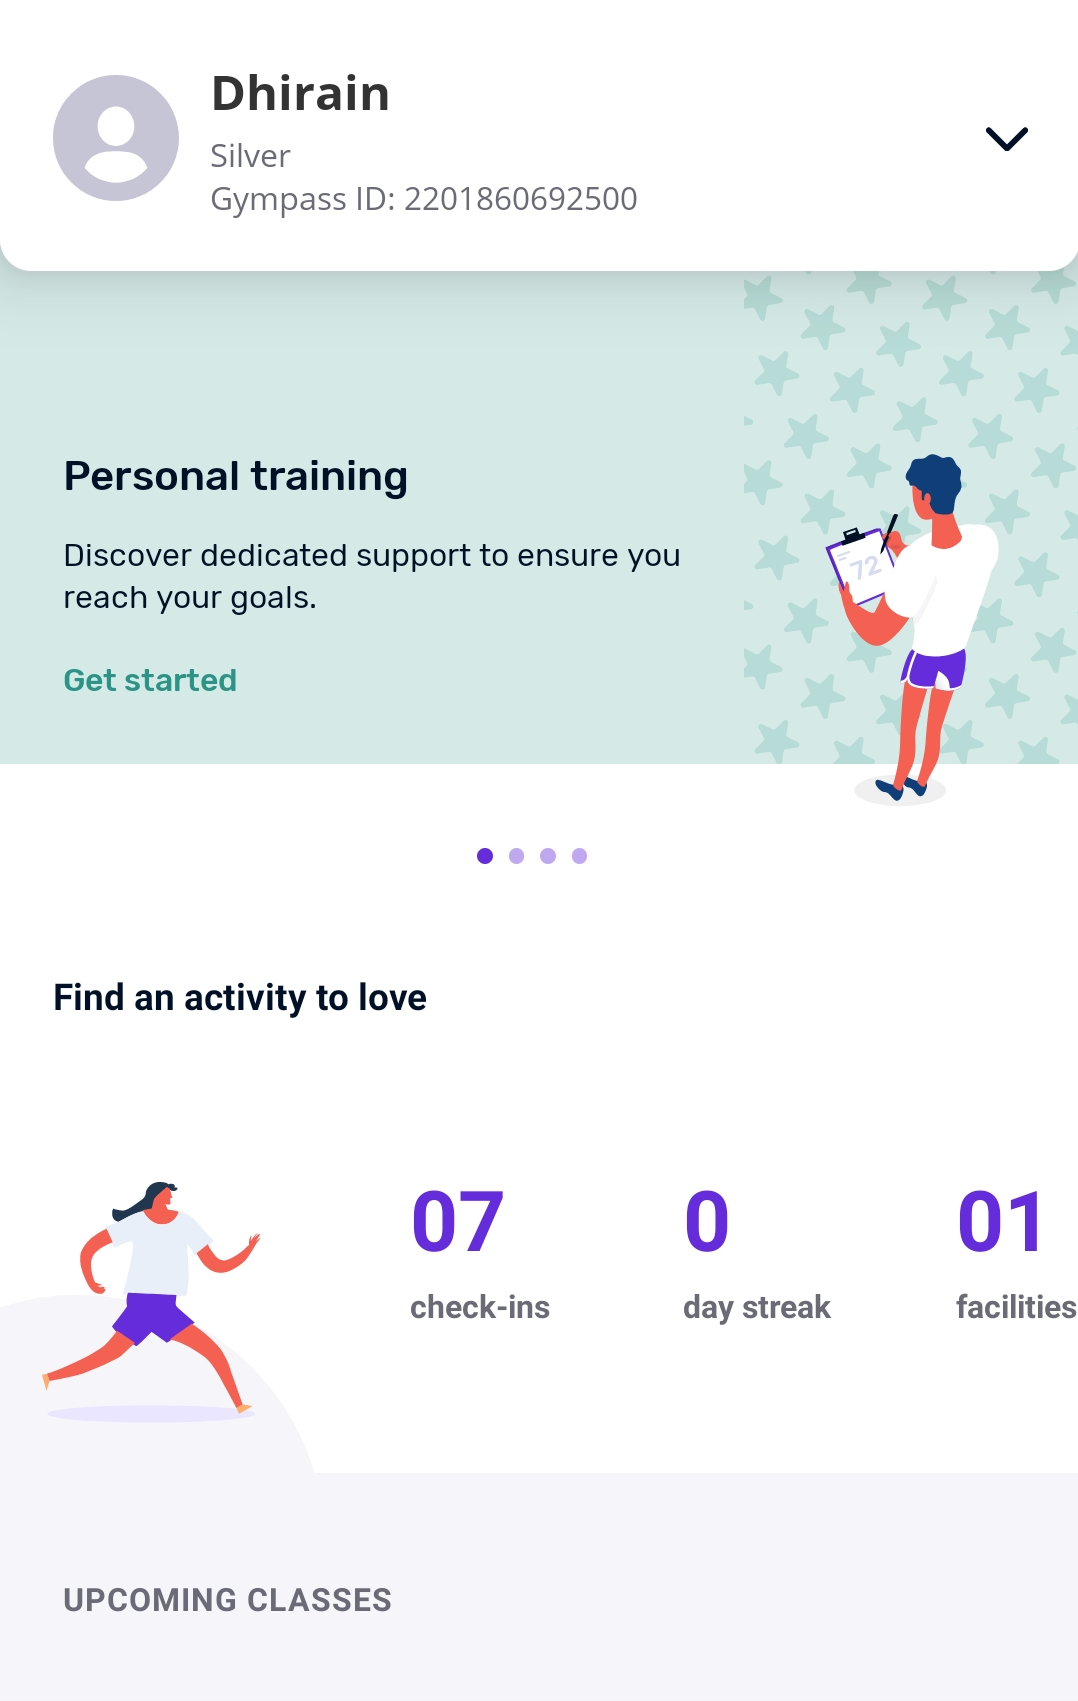 Dhirain
Silver
Gympass ID: 2201860692500
Personal training
Discover dedicated support to ensure you
reach your goals.
Get started
72
Find an activity to love
07
check-ins
0
day streak
01
facilities
UPCOMING CLASSES